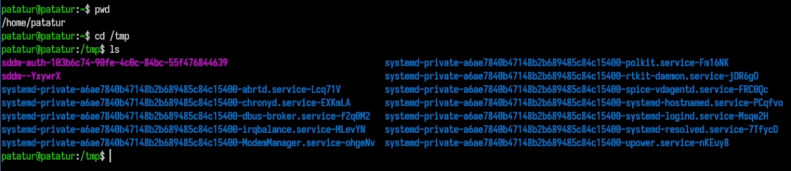 patatur@patatur:~$ pwd
/home/patatur
patatur@patatur:~$ cd /tmp
patatur@patatur:/tmp$ ls
sddm-auth-103b6c74-90fe-4c0c-84bc-55f476844639 systemd-private-a6ae7840b47148b2b689485c84c15400-polkit.service-Fm16NK
sddm--YxywrX systemd-private-a6ae7840b47148b2b689485c84c15400-rtkit-daemon.service-jDR6gO
systemd-private-a6ae7840b47148b2b689485c84c15400-abrtd.service-Lcq71V systemd-private-a6ae7840b47148b2b689485c84c15400-spice-vdagentd.service-FRC0Qc
systemd-private-a6ae7840b47148b2b689485c84c15400-chronyd.service-EXKmLA systemd-private-a6ae7840b47148b2b689485c84c15400-systemd-hostnamed.service-PCqfvo
systemd-private-a6ae7840b47148b2b689485c84c15400-dbus-broker.service-f2q0M2 systemd-private-a6ae7840b47148b2b689485c84c15400-systemd-logind.service-Msqe2H
systemd-private-a6ae7840b47148b2b689485c84c15400-irqbalance.service-MLevYN systemd-private-a6ae7840b47148b2b689485c84c15400-systemd-resolved.service-7TfycD
systemd-private-a6ae7840b47148b2b689485c84c15400-ModemManager.service-ohgeNv systemd-private-a6ae7840b47148b2b689485c84c15400-upower.service-nKEuy8
patatur@patatur:/tmp$